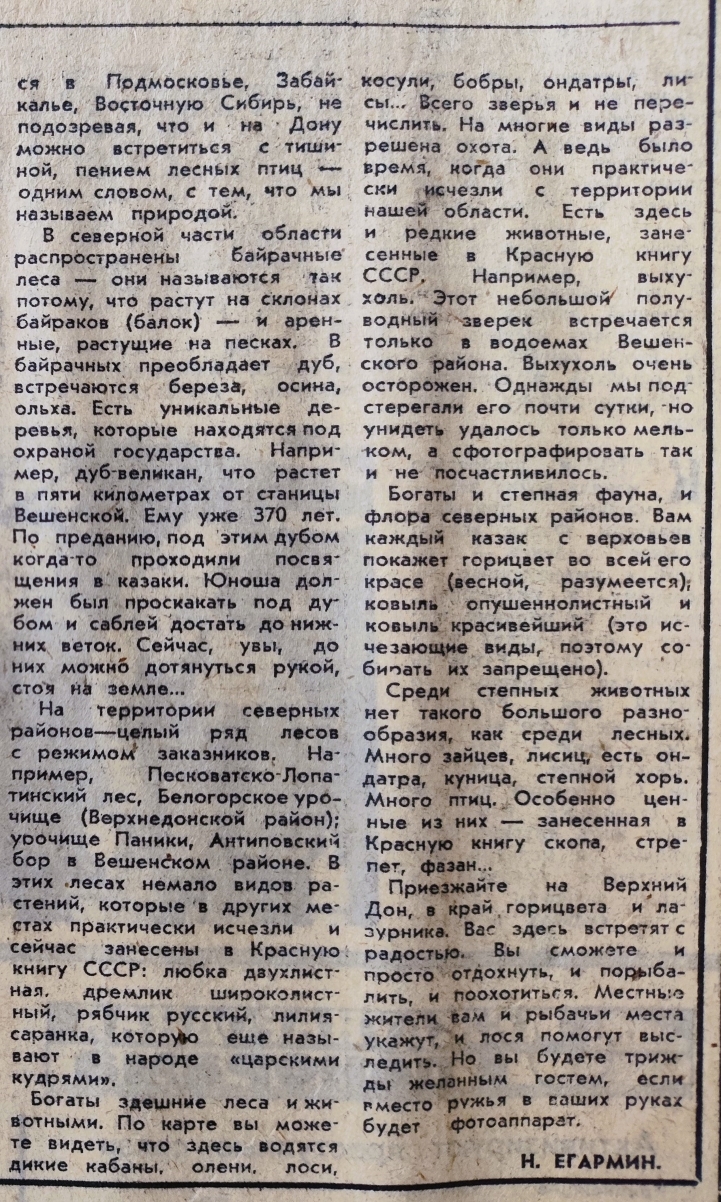 ся в Подмосковье, Забай-
калье, Восточную Сибирь, не
подозревая, что и на Дону
можно встретиться с тиши-
ной, пением лесных птиц —
одним словом, с тем, что мы
называем природой.
В северной части области
распространены байрачные
леса — они называются так
потому, что растут на склонах
байраков (балок) — и арен-
ные, растущие на песках. В
байрачных преобладает дуб,
встречаются береза, осина,
ольха. Есть уникальные де-
ревья, которые находятся под
охраной государства. Напри-
мер, дуб-великан, что растет
в пяти километрах от станицы
Вешенской. Ему уже 370 лет.
По преданию, под этим дубом
когда-то проходили посвя-
щения в казаки. Юноша дол-
жен был проскакать под ду-
бом и саблей достать до ниж-
них веток. Сейчас, увы, до
них можно дотянуться рукой,
стоя на земле...
На территории северных
районов—целый ряд лесов
с режимом заказников. На-
пример, Песковатско-Лопа-
тинский лес, Белогорское уро-
чище (Верхнедонской район);
урочище Паники, Антиповский
бор в Вешенском районе. В
этих лесах немало видов ра-
стений, которые в других ме-
стах практически исчезли и
сейчас занесены в Красную
книгу СССР: любка двухлист-
ная, дремлик широколист-
ный, рябчик русский, лилия-
саранка, которую еще назы-
вают в народе «царскими
кудрями».
Богаты здешние леса и жи-
вотными. По карте вы може-
те видеть, что здесь водятся
дикие кабаны, олени, лоси,
косули, бобры, ондатры, ли-
сы... Всего зверья и не пере-
числить. На многие виды раз-
решена охота. А ведь было
время, когда они практиче-
ски исчезли с территории
нашей области. Есть здесь
и редкие животные, зане-
сенные в Красную книгу
СССР. Например, выху-
холь. Этот небольшой полу-
водный зверек встречается
только в водоемах Вешен-
ского района. Выхухоль очень
осторожен. Однажды мы под-
стерегали его почти сутки, но
унидеть удалось только мель-
ком, а сфотографировать так
и не посчастливилось.
Богаты и степная фауна, и
флора северных районов. Вам
каждый казак с верховьев
покажет горицвет во всей его
красе (весной, разумеется),
ковыль опушеннолистный и
ковыль красивейший (это ис-
чезающие виды, поэтому со-
бирать их запрещено).
Среди степных животных
нет такого большого разно-
образия, как среди лесных.
Много зайцев, лисиц, есть он-
датра, куница, степной хорь.
Много птиц. Особенно цен-
ные из них — занесенная в
Красную книгу скопа, стре-
пет, фазан...
Приезжайте на Верхний
Дон, в край горицвета и ла-
зурника. Вас здесь встретят с
радостью. Вы сможете и
просто отдохнуть, и порыба-
лить, и поохотиться. Местные
жители вам и рыбачьи места
укажут, и лося помогут выс-
ледить. Но вы будете триж-
ды желанным гостем, если
вместо ружья в ваших руках
будет фотоаппарат.
Н. ЕГАРМИН.